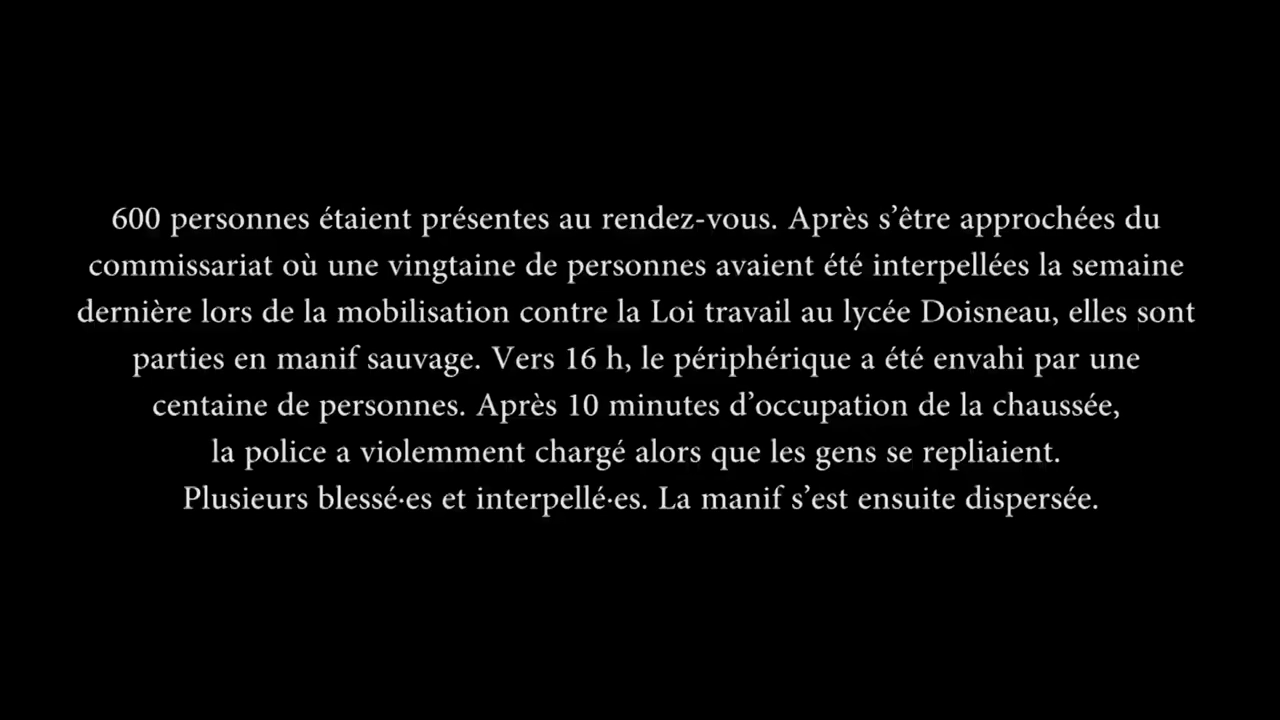 600 personnes étaient présentes au rendez-vous. Après s’être approchées du
commissariat où une vingtaine de personnes avaient été interpellées la semaine
dernière lors de la mobilisation contre la Loi travail au lycée Doisneau, elles sont
parties en manif sauvage. Vers 16 h, le périphérique a été envahi par une
centaine de personnes. Après 10 minutes d’occupation de la chaussée,
la police a violemment chargé alors que les gens se repliaient.
Plusieurs blessé·es et interpellé·es. La manif s’est ensuite dispersée.